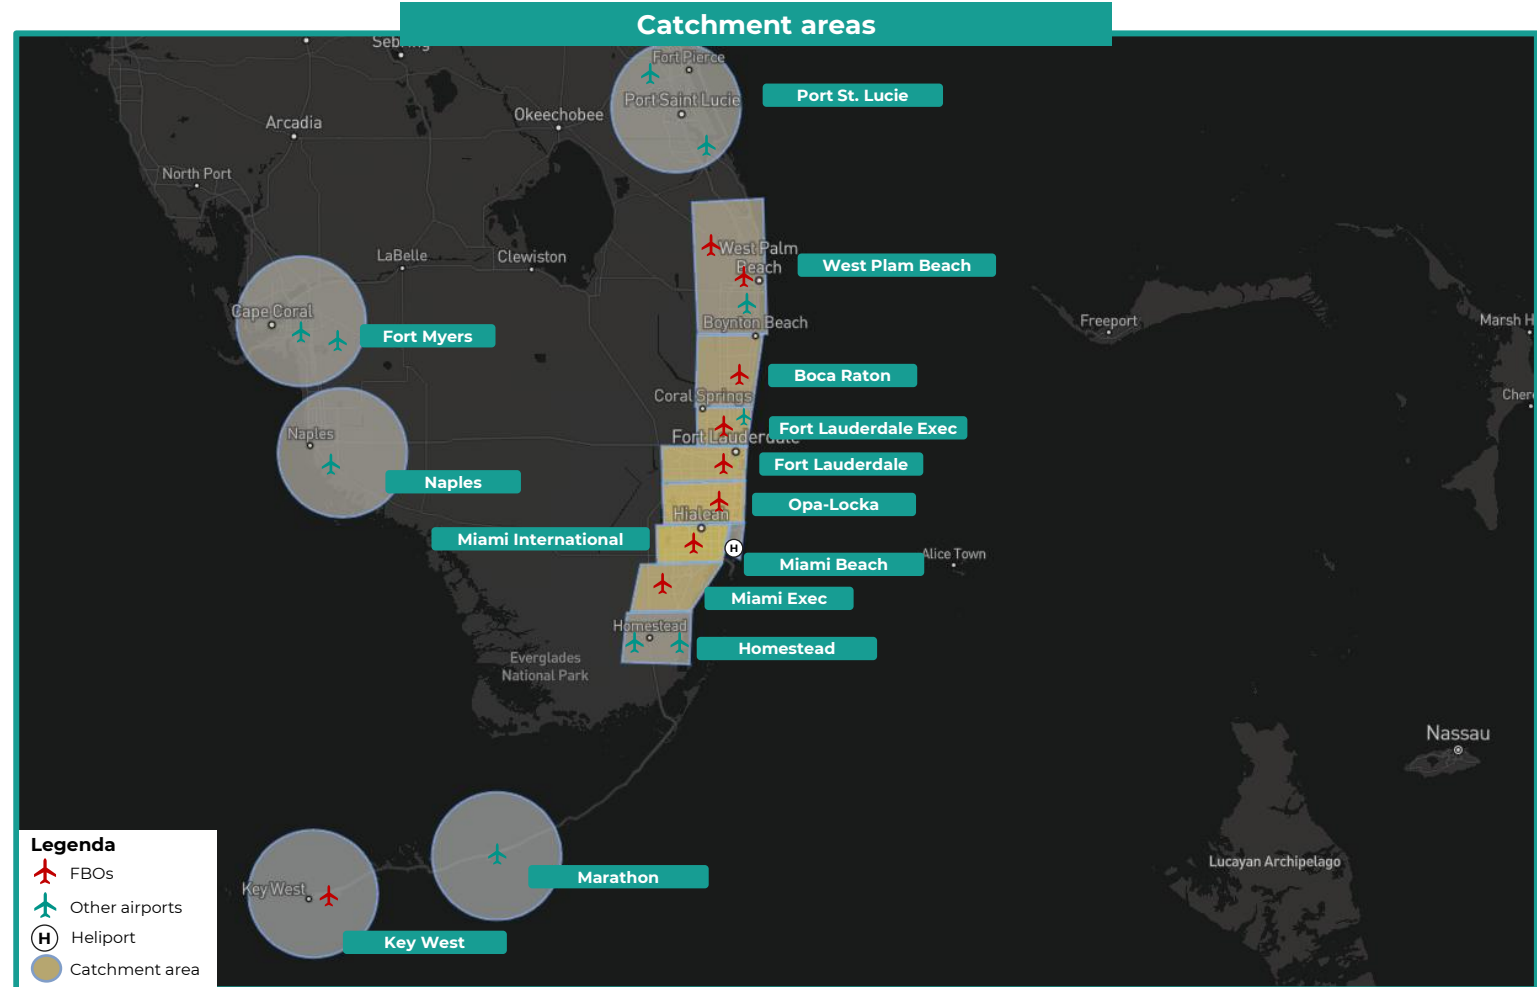 Catchment areas
Sebring
Fort Pierce
Port Saint Lucie
Port St. Lucie
Okeechobee
Arcadia
North Port
LaBelle
Clewiston
West Palm
Beach
West Plam Beach
Cape Coral
Fort Myers
Boynton Beach
Freeport
Marsh H
Boca Raton
Coral Springs
Cher
Fort Lauderdale Exec
Fort Lauderdale
Naples
Fort Lauderdale
Naples
Opa-Locka
Hialeah
Miami International
H
Alice Town
Miami Beach
Miami Exec
Homestead
Homestead
Everglades
National Park
Nassau
Lucayan Archipelago
Marathon
Key West
Key West
Legenda
FBOs
Other airports
H Heliport
Catchment area